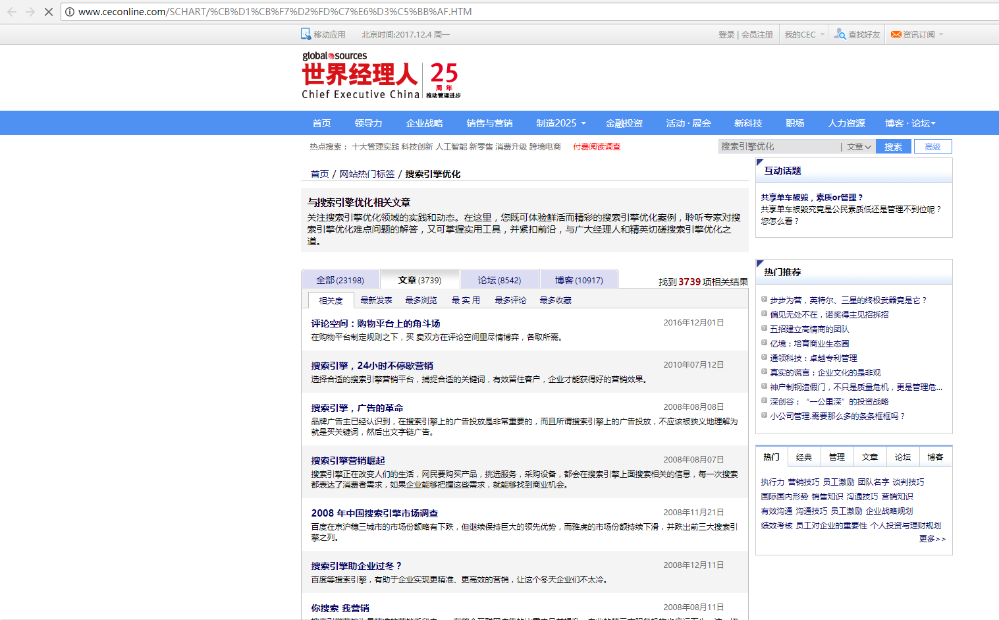 www.ceconline.com/SCHART/%CB%D1%CB%F7%D2%FD%C7%E6%D3%C5%BB%AF.HTM
移动应用 北京时间:2017.12.4 周一 登录 | 会员注册 我的CEC 查找好友 资讯订阅
global sources
世界经理人 25
周年
Chief Executive China 推动管理进步
首页 领导力 企业战略 销售与营销 制造2025 金融投资 活动 · 展会 新科技 职场 人力资源 博客 · 论坛
热点搜索： 十大管理实践 科技创新 人工智能 新零售 消费升级 跨境电商 付费阅读调查 搜索引擎优化 | 文章 搜索 高级
首页 / 网站热门标签 / 搜索引擎优化
与搜索引擎优化相关文章
关注搜索引擎优化领域的实践和动态。在这里，您既可体验鲜活而精彩的搜索引擎优化案例，聆听专家对搜
索引擎优化难点问题的解答，又可掌握实用工具，并紧扣前沿，与广大经理人和精英切磋搜索引擎优化之
道。
全部(23198) 文章(3739) 论坛(8542) 博客(10917) 找到3739项相关结果
相关度 最新发表 最多浏览 最 实 用 最多评论 最多收藏
评论空间：购物平台上的角斗场 2016年12月01日
在购物平台制定规则之下，买 卖双方在评论空间里尽情博弈，各取所需。
搜索引擎，24小时不停歇营销 2010年07月12日
选择合适的搜索引擎营销平台，捕捉合适的关键词，有效留住客户，企业才能获得好的营销效果。
搜索引擎，广告的革命 2008年08月08日
品牌广告主已经认识到，在搜索引擎上的广告投放是非常重要的，而且所谓搜索引擎上的广告投放，不应该被狭义地理解为
就是买关键词，然后出文字链广告。
搜索引擎营销崛起 2008年08月07日
搜索引擎正在改变人们的生活，网民要购买产品，挑选服务，采购设备，都会在搜索引擎上面搜索相关的信息，每一次搜索
都表达了消费者需求，如果企业能够把握这些需求，就能够找到商业机会。
2008 年中国搜索引擎市场调查 2008年11月21日
百度在京沪穗三城市的市场份额略有下跌，但继续保持巨大的领先优势，而雅虎的市场份额持续下滑，并跌出前三大搜索引
擎之列。
搜索引擎助企业过冬？ 2008年12月11日
百度等搜索引擎，有助于企业实现更精准、更高效的营销，让这个冬天企业们不太冷。
你搜索 我营销 2008年08月11日
互动话题
共享单车被毁，素质or管理？
共享单车被毁究竟是公民素质低还是管理不到位呢？
您怎么看？
热门推荐
步步为营，英特尔、三星的终极武器竟是它？
偏见无处不在，诺奖得主见招拆招
五招建立高情商的团队
亿境：培育商业生态圈
通领科技：卓越专利管理
真实的谎言：企业文化的是非观
神户制钢造假门，不只是质量危机，更是管理危...
深创谷：“一公里深”的投资战略
小公司管理,需要那么多的条条框框吗？
热门 经典 管理 文章 论坛 博客
执行力 营销技巧 员工激励 团队名字 谈判技巧
国际国内形势 销售知识 沟通技巧 营销知识
有效沟通 沟通技巧 员工激励 企业战略规划
绩效考核 员工对企业的重要性 个人投资与理财规划
更多>>